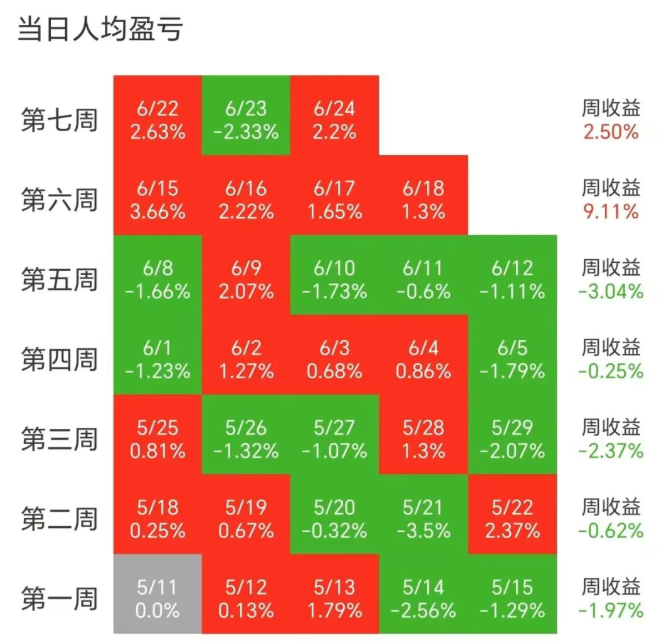 当日人均盈亏
第七周 6/22 6/23 6/24 周收益
2.63% -2.33% 2.2% 2.50%
第六周 6/15 6/16 6/17 6/18 周收益
3.66% 2.22% 1.65% 1.3% 9.11%
第五周 6/8 6/9 6/10 6/11 6/12 周收益
-1.66% 2.07% -1.73% -0.6% -1.11% -3.04%
第四周 6/1 6/2 6/3 6/4 6/5 周收益
-1.23% 1.27% 0.68% 0.86% -1.79% -0.25%
第三周 5/25 5/26 5/27 5/28 5/29 周收益
0.81% -1.32% -1.07% 1.3% -2.07% -2.37%
第二周 5/18 5/19 5/20 5/21 5/22 周收益
0.25% 0.67% -0.32% -3.5% 2.37% -0.62%
第一周 5/11 5/12 5/13 5/14 5/15 周收益
0.0% 0.13% 1.79% -2.56% -1.29% -1.97%